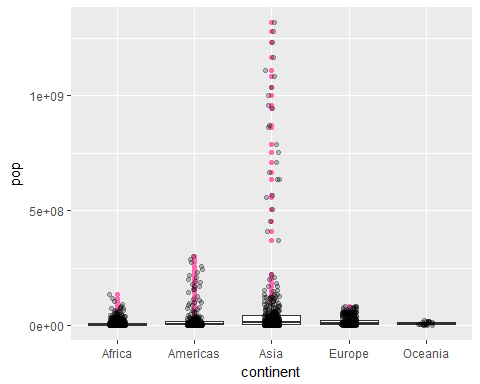 1e+09
5e+08
0e+00
pop
Africa Americas Asia Europe Oceania
continent